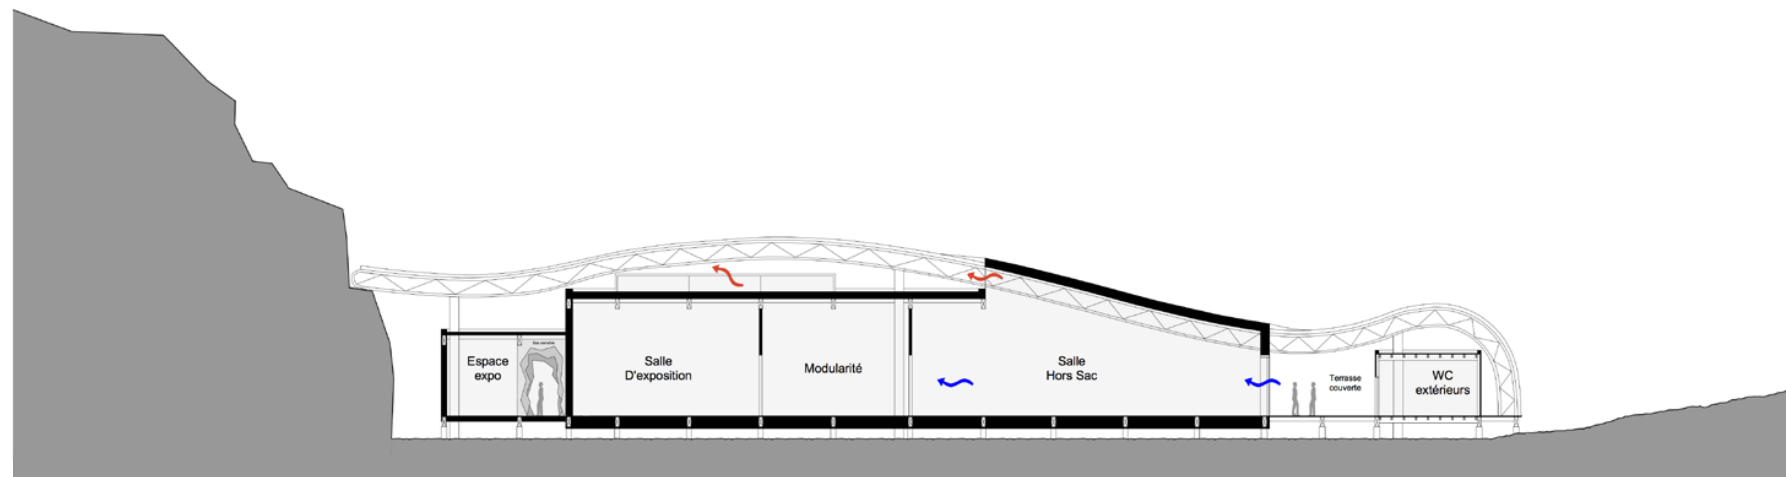 Espace
expo
Salle
D'exposition
Modularité
Salle
Hors Sac
Terrasse
couverte
WC
extérieurs